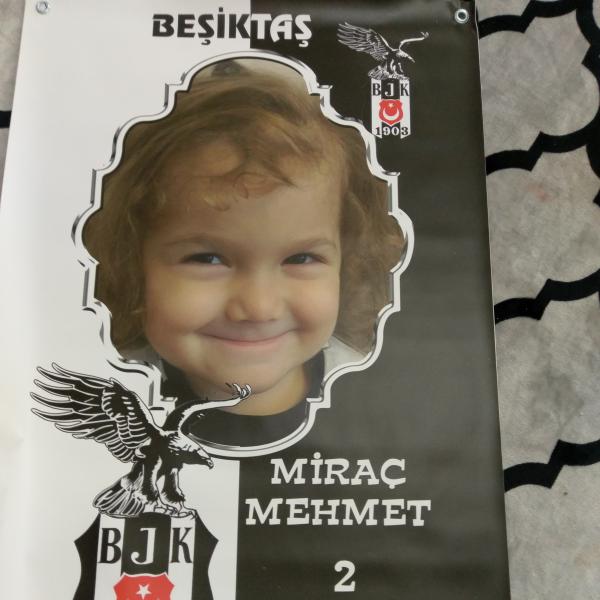 BEŞİKTAŞ
BJK
1903
MİRAÇ
MEHMET
BJK
2